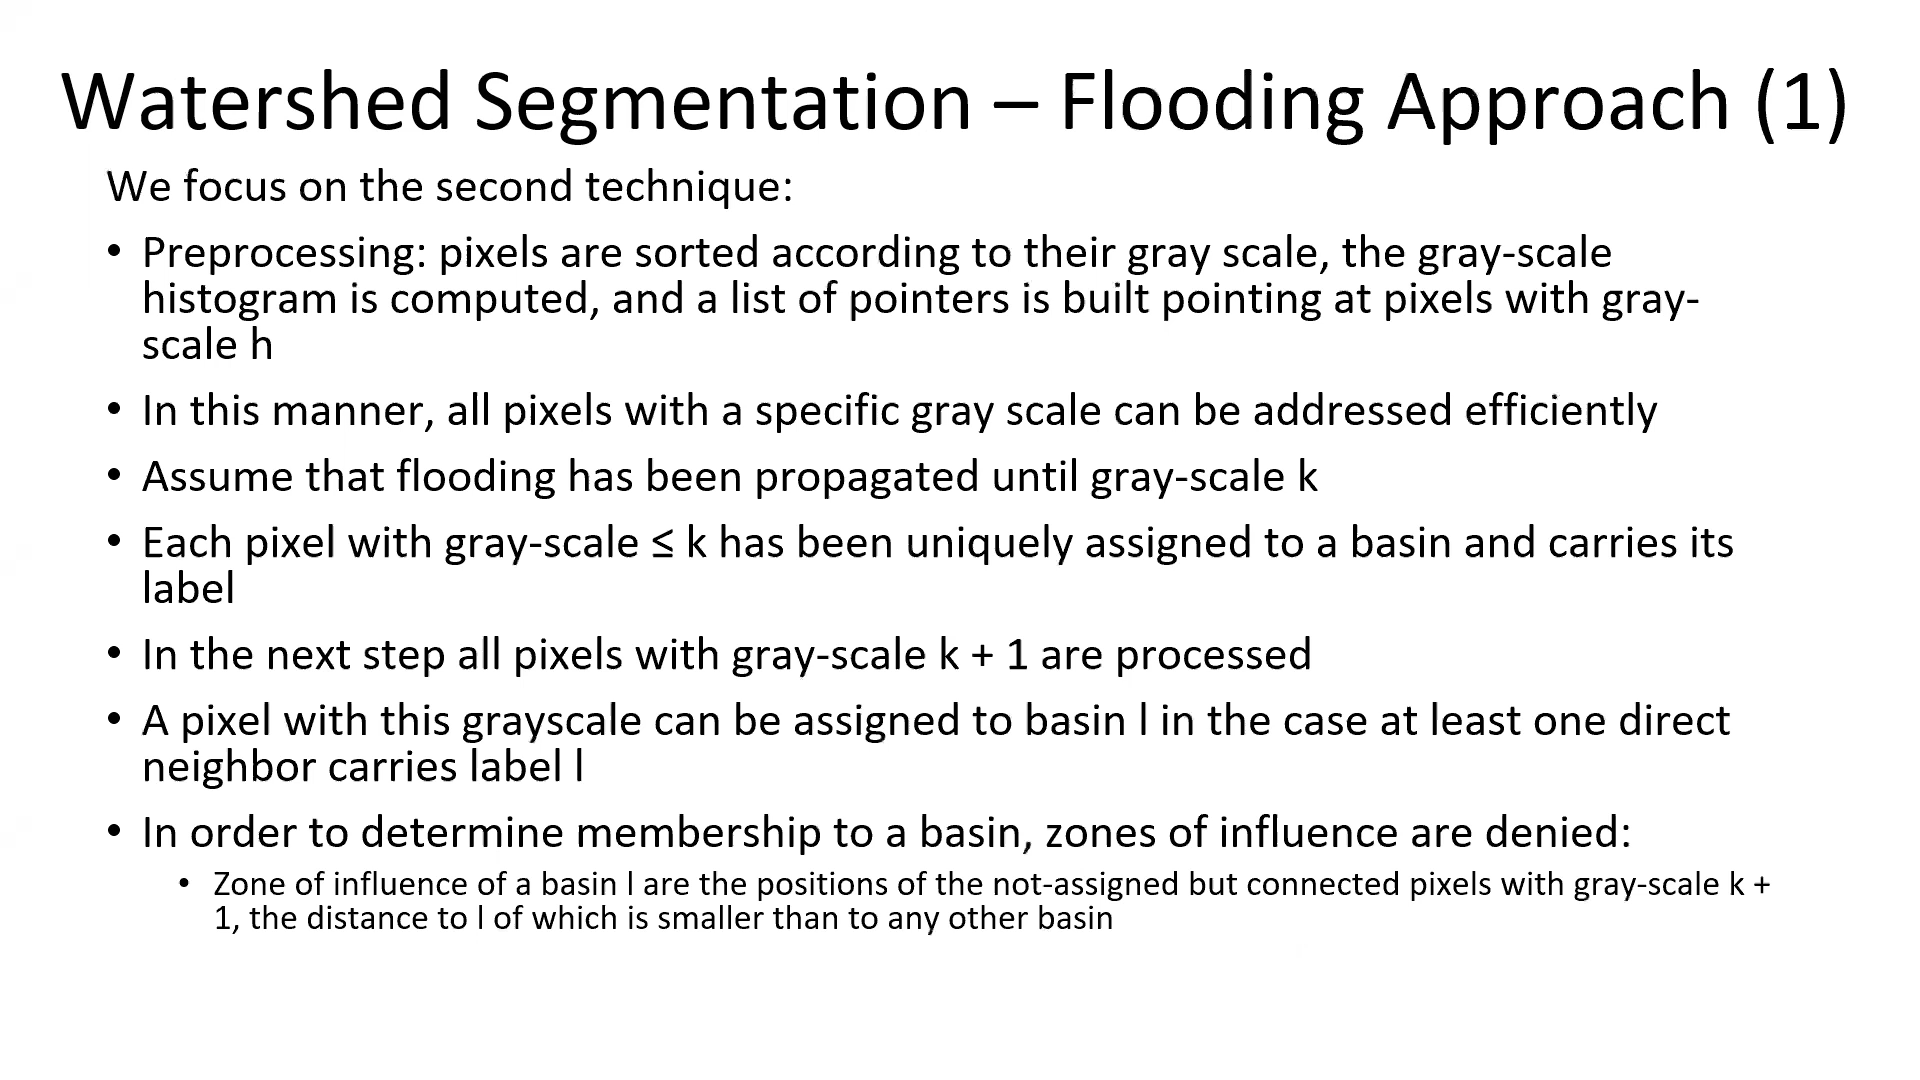 Watershed Segmentation – Flooding Approach (1)
We focus on the second technique:
• Preprocessing: pixels are sorted according to their gray scale, the gray-scale
histogram is computed, and a list of pointers is built pointing at pixels with gray-
scale h
• In this manner, all pixels with a specific gray scale can be addressed efficiently
• Assume that flooding has been propagated until gray-scale k
• Each pixel with gray-scale ≤ k has been uniquely assigned to a basin and carries its
label
• In the next step all pixels with gray-scale k + 1 are processed
• A pixel with this grayscale can be assigned to basin l in the case at least one direct
neighbor carries label l
• In order to determine membership to a basin, zones of influence are denied:
• Zone of influence of a basin l are the positions of the not-assigned but connected pixels with gray-scale k +
1, the distance to l of which is smaller than to any other basin